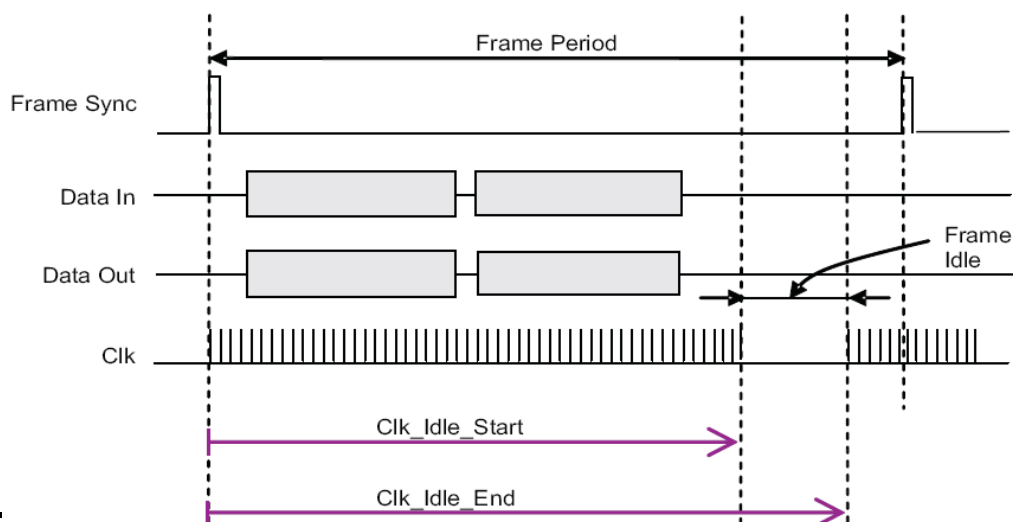 Frame Period
Frame Sync
Data In
Data Out
Frame
Idle
Clk
Clk_Idle_Start
Clk_Idle_End